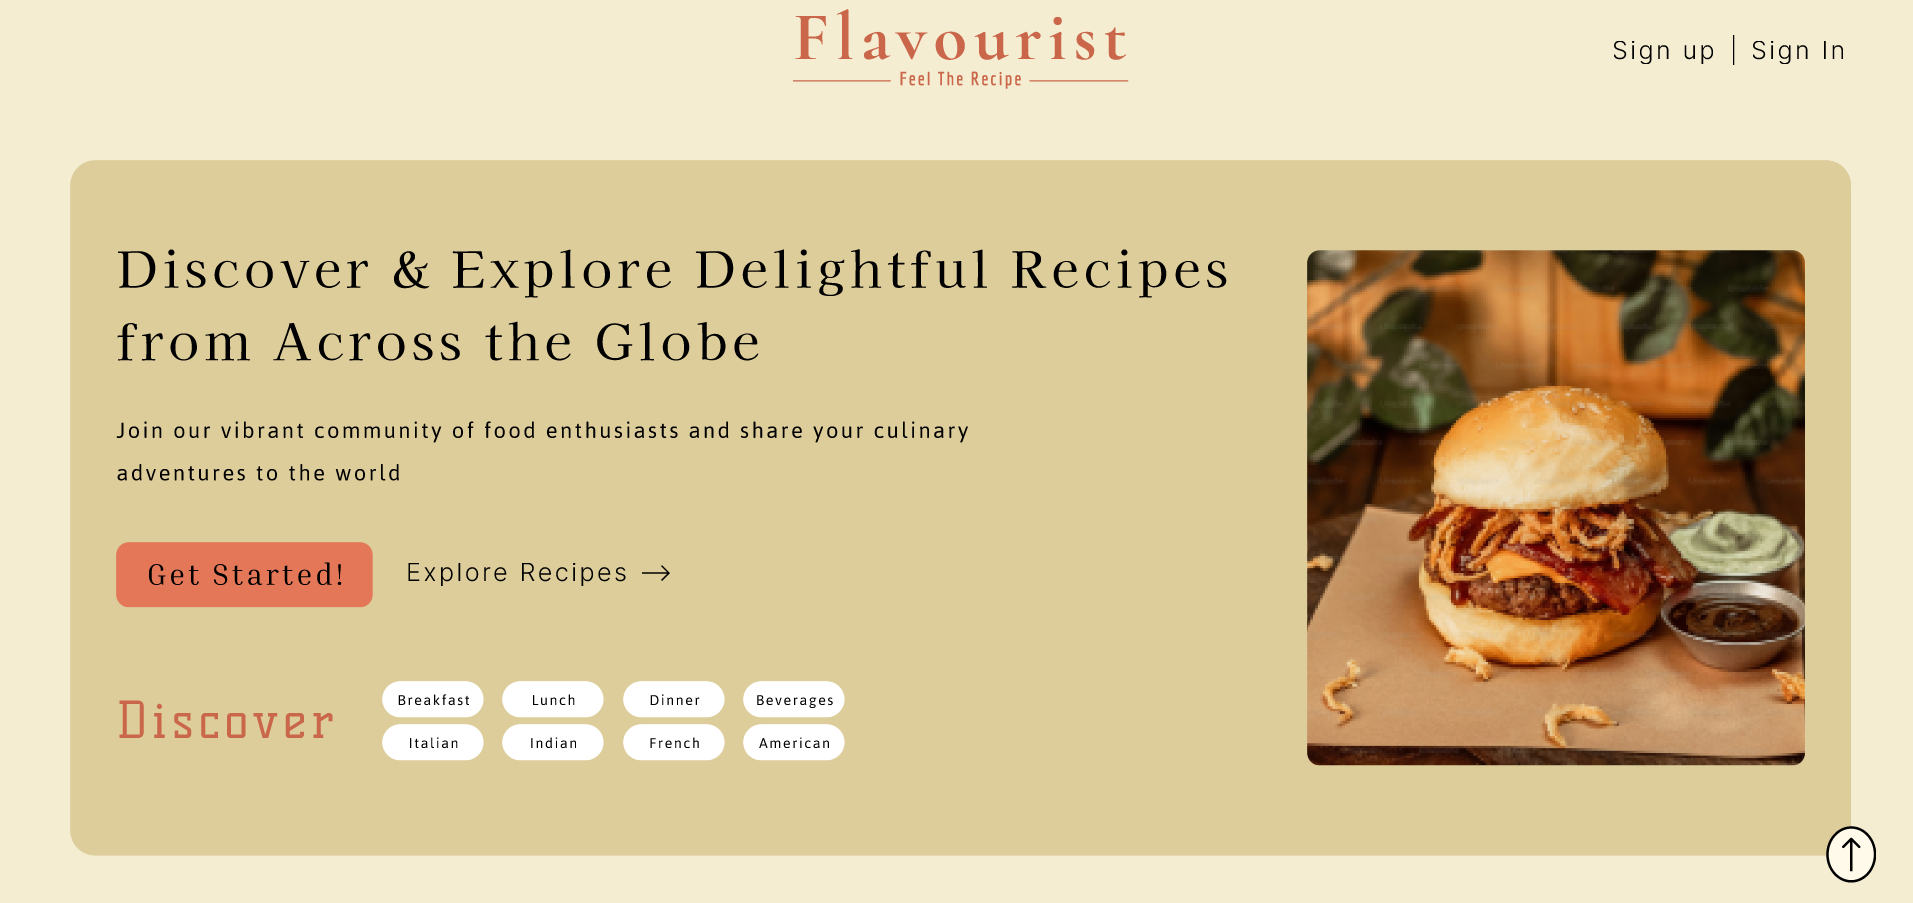 Flavourist
Feel The Recipe
Sign up | Sign In
Discover & Explore Delightful Recipes
from Across the Globe
Join our vibrant community of food enthusiasts and share your culinary
adventures to the world
Get Started!
Explore Recipes →
Discover
Breakfast Lunch Dinner Beverages
Italian Indian French American